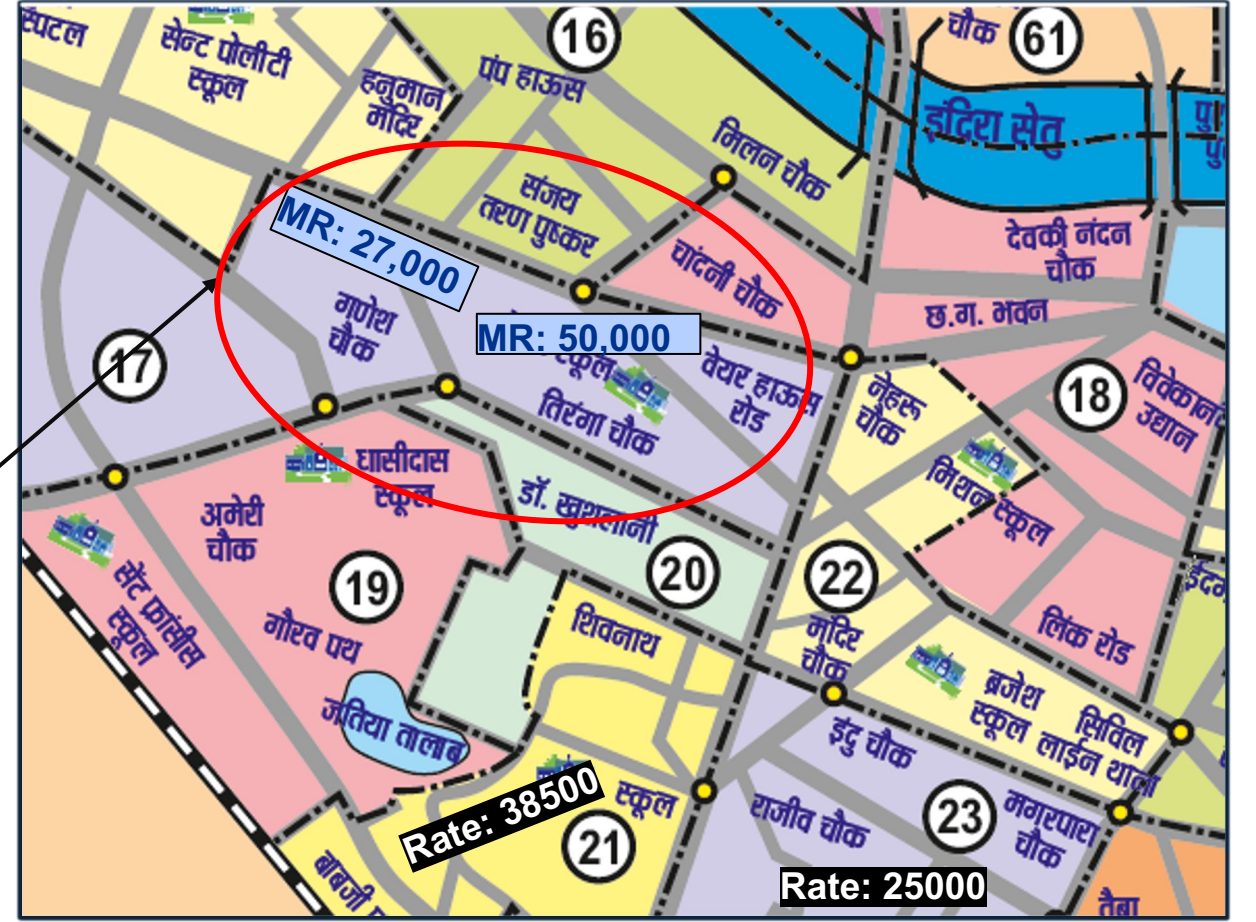 चौक
61
16
सेन्ट पोलीटी
स्कूल
पंप हाऊस
हनुमान
मंदिर
इंदिरा सेतु
मिलन चौक
संजय
तरण पुष्कर
देवकी नंदन
चौक
MR: 27,000
चांदनी चौक
छ.ग. भवन
गणेश
चौक
MR: 50,000
स्कूल
वेयर हाऊस
रोड
17
18
नेहरू
चौक
उद्यान
तिरंगा चौक
घासीदास
स्कूल
मिशन स्कूल
डॉ. खुशलानी
अमेरी
चौक
सेंट फ्रांसीस
स्कूल
19
20
22
गौरव पथ
शिवनाथ
मंदिर
चौक
लिंक रोड
ब्रजेश
स्कूल
सिविल
लाईन थाना
जतिया तालाब
इंदु चौक
स्कूल
Rate: 38500
21
राजीव चौक
23
मगरपारा
चौक
Rate: 25000